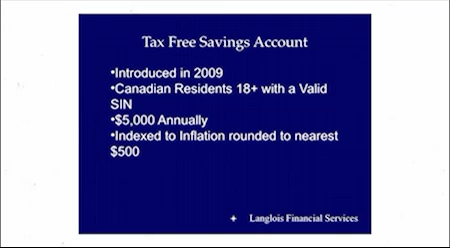 Tax Free Savings Account
•Introduced in 2009
•Canadian Residents 18+ with a Valid
SIN
•$5,000 Annually
•Indexed to Inflation rounded to nearest
$500
+ Langlois Financial Services